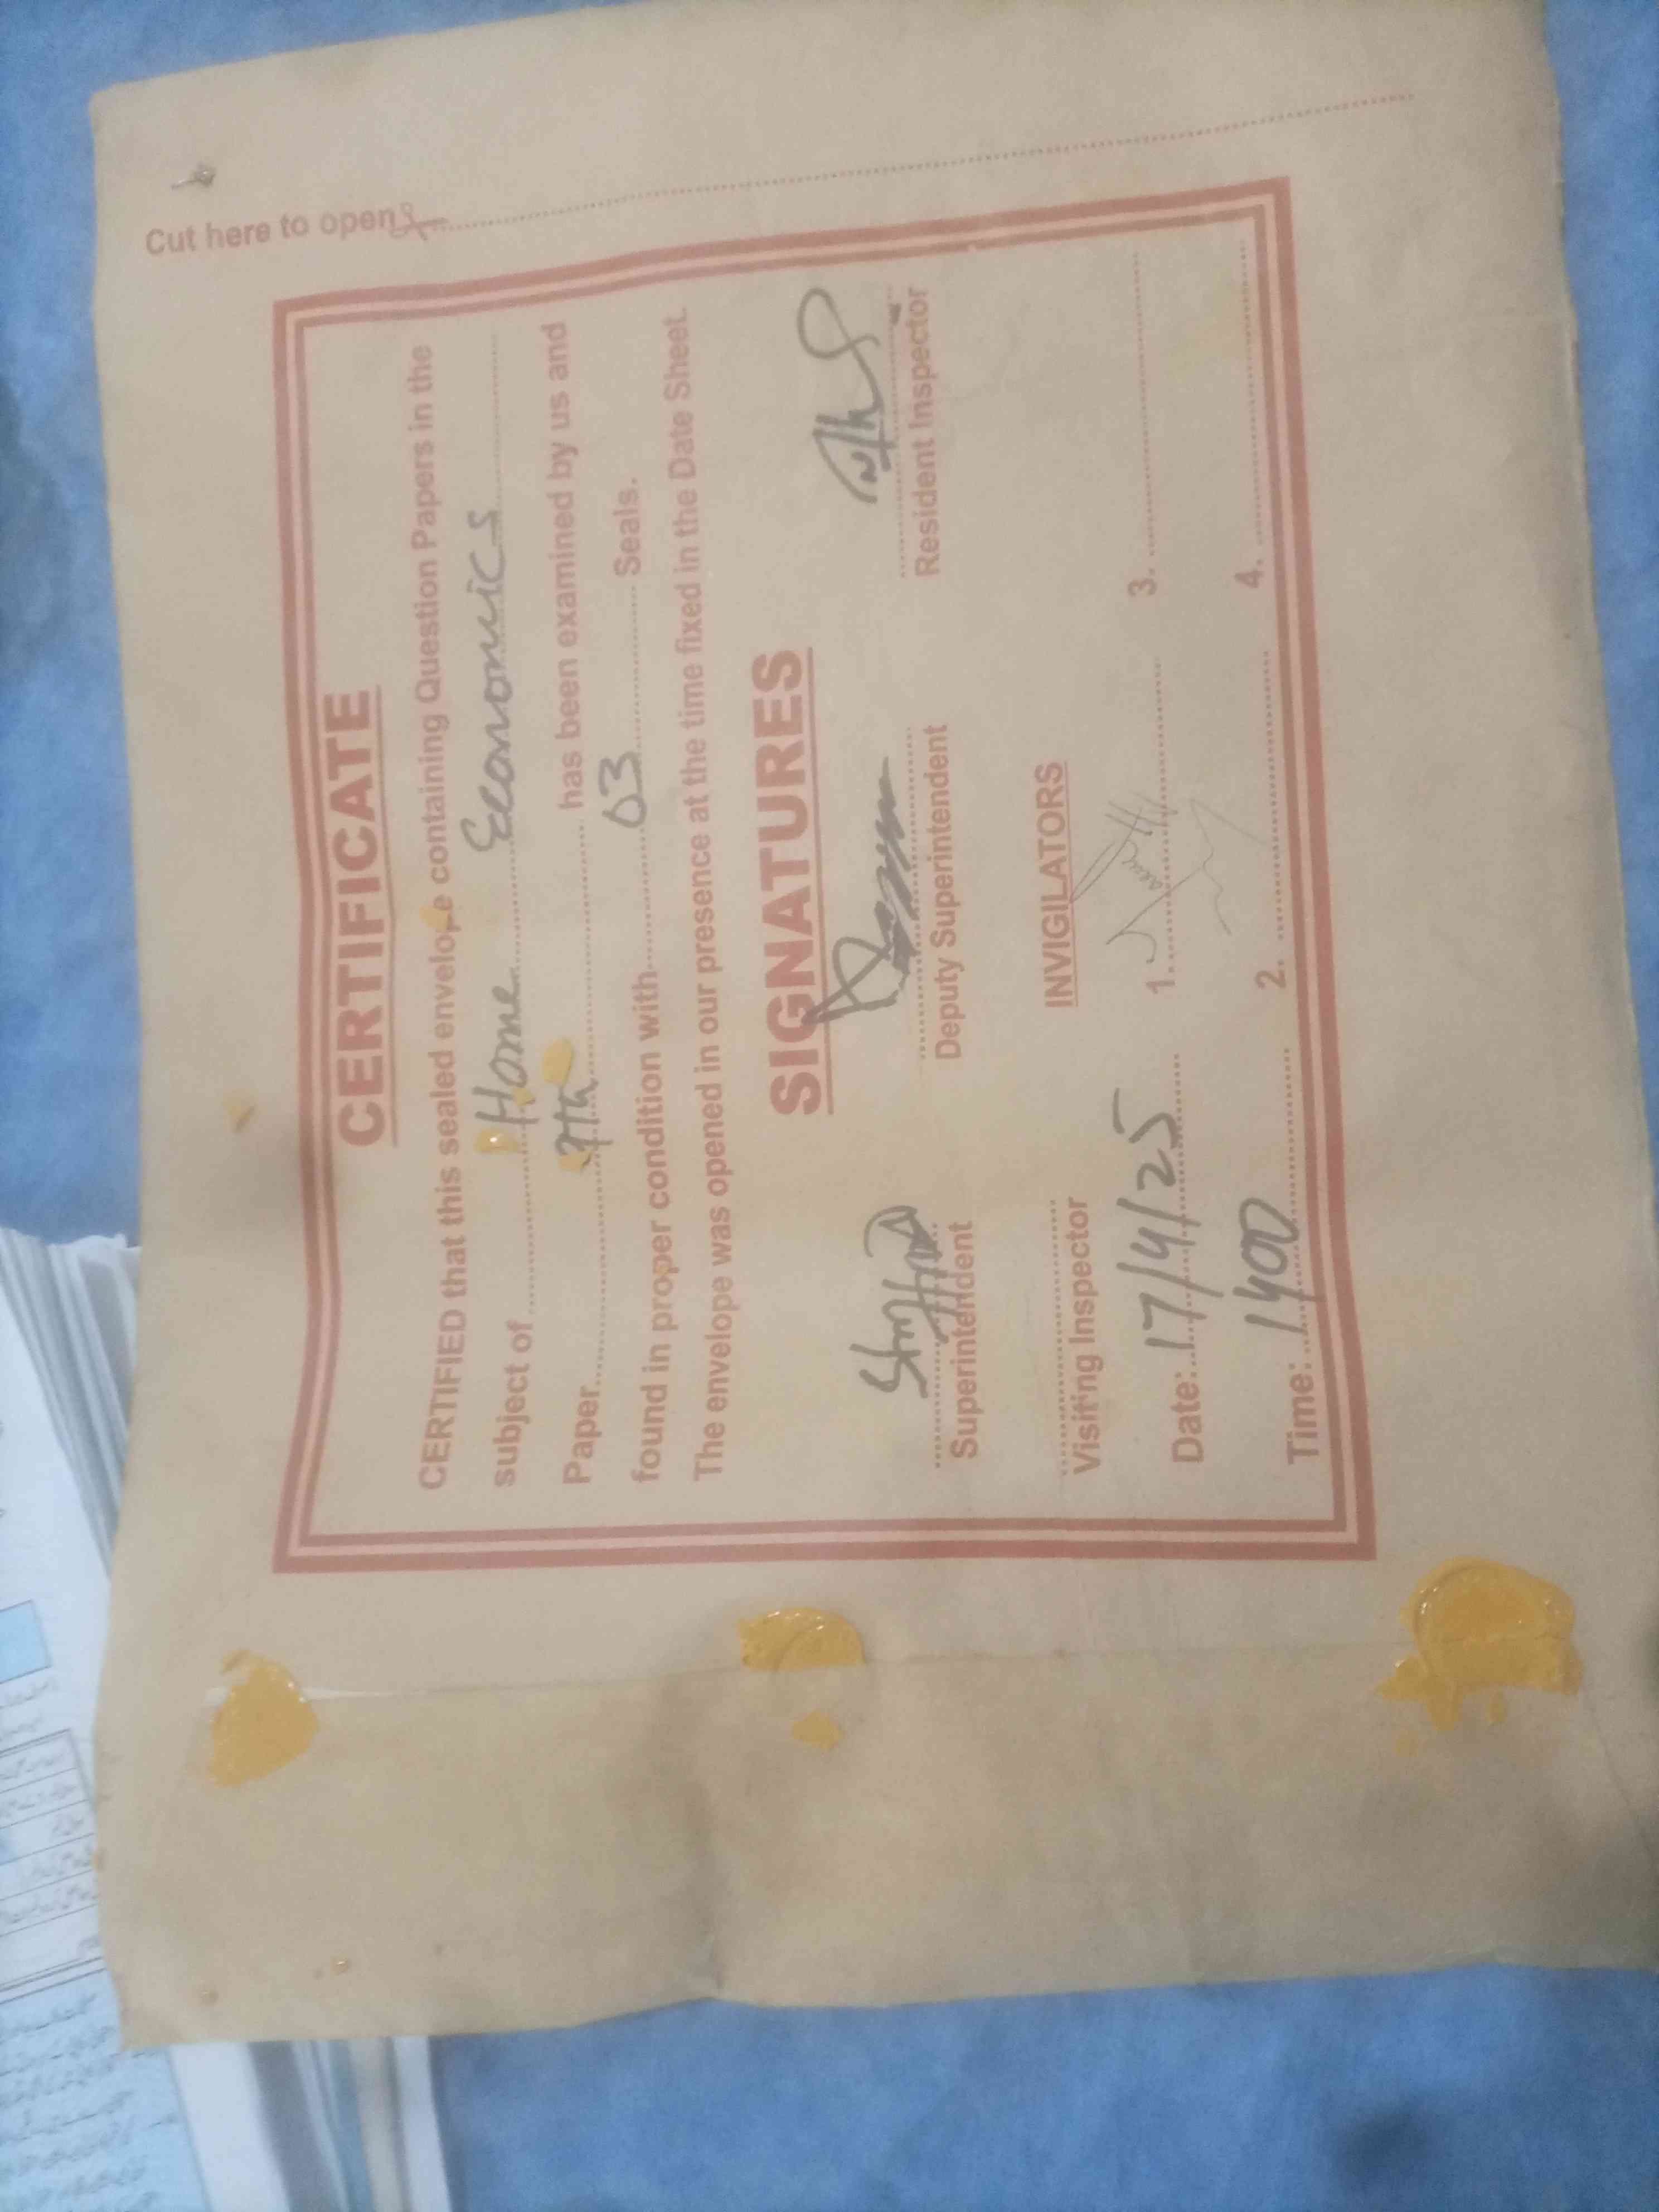 Cut here to open
CERTIFICATE
CERTIFIED that this sealed envelope containing Question Papers in the
subject of Home Economics
Paper 9th has been examined by us and
found in proper condition with 03 Seals.
The envelope was opened in our presence at the time fixed in the Date Sheet.
SIGNATURES
Superintendent Deputy Superintendent Resident Inspector
Visiting Inspector INVIGILATORS
Date: 17/4/25 1. 3.
Time: 1400 2. 4.